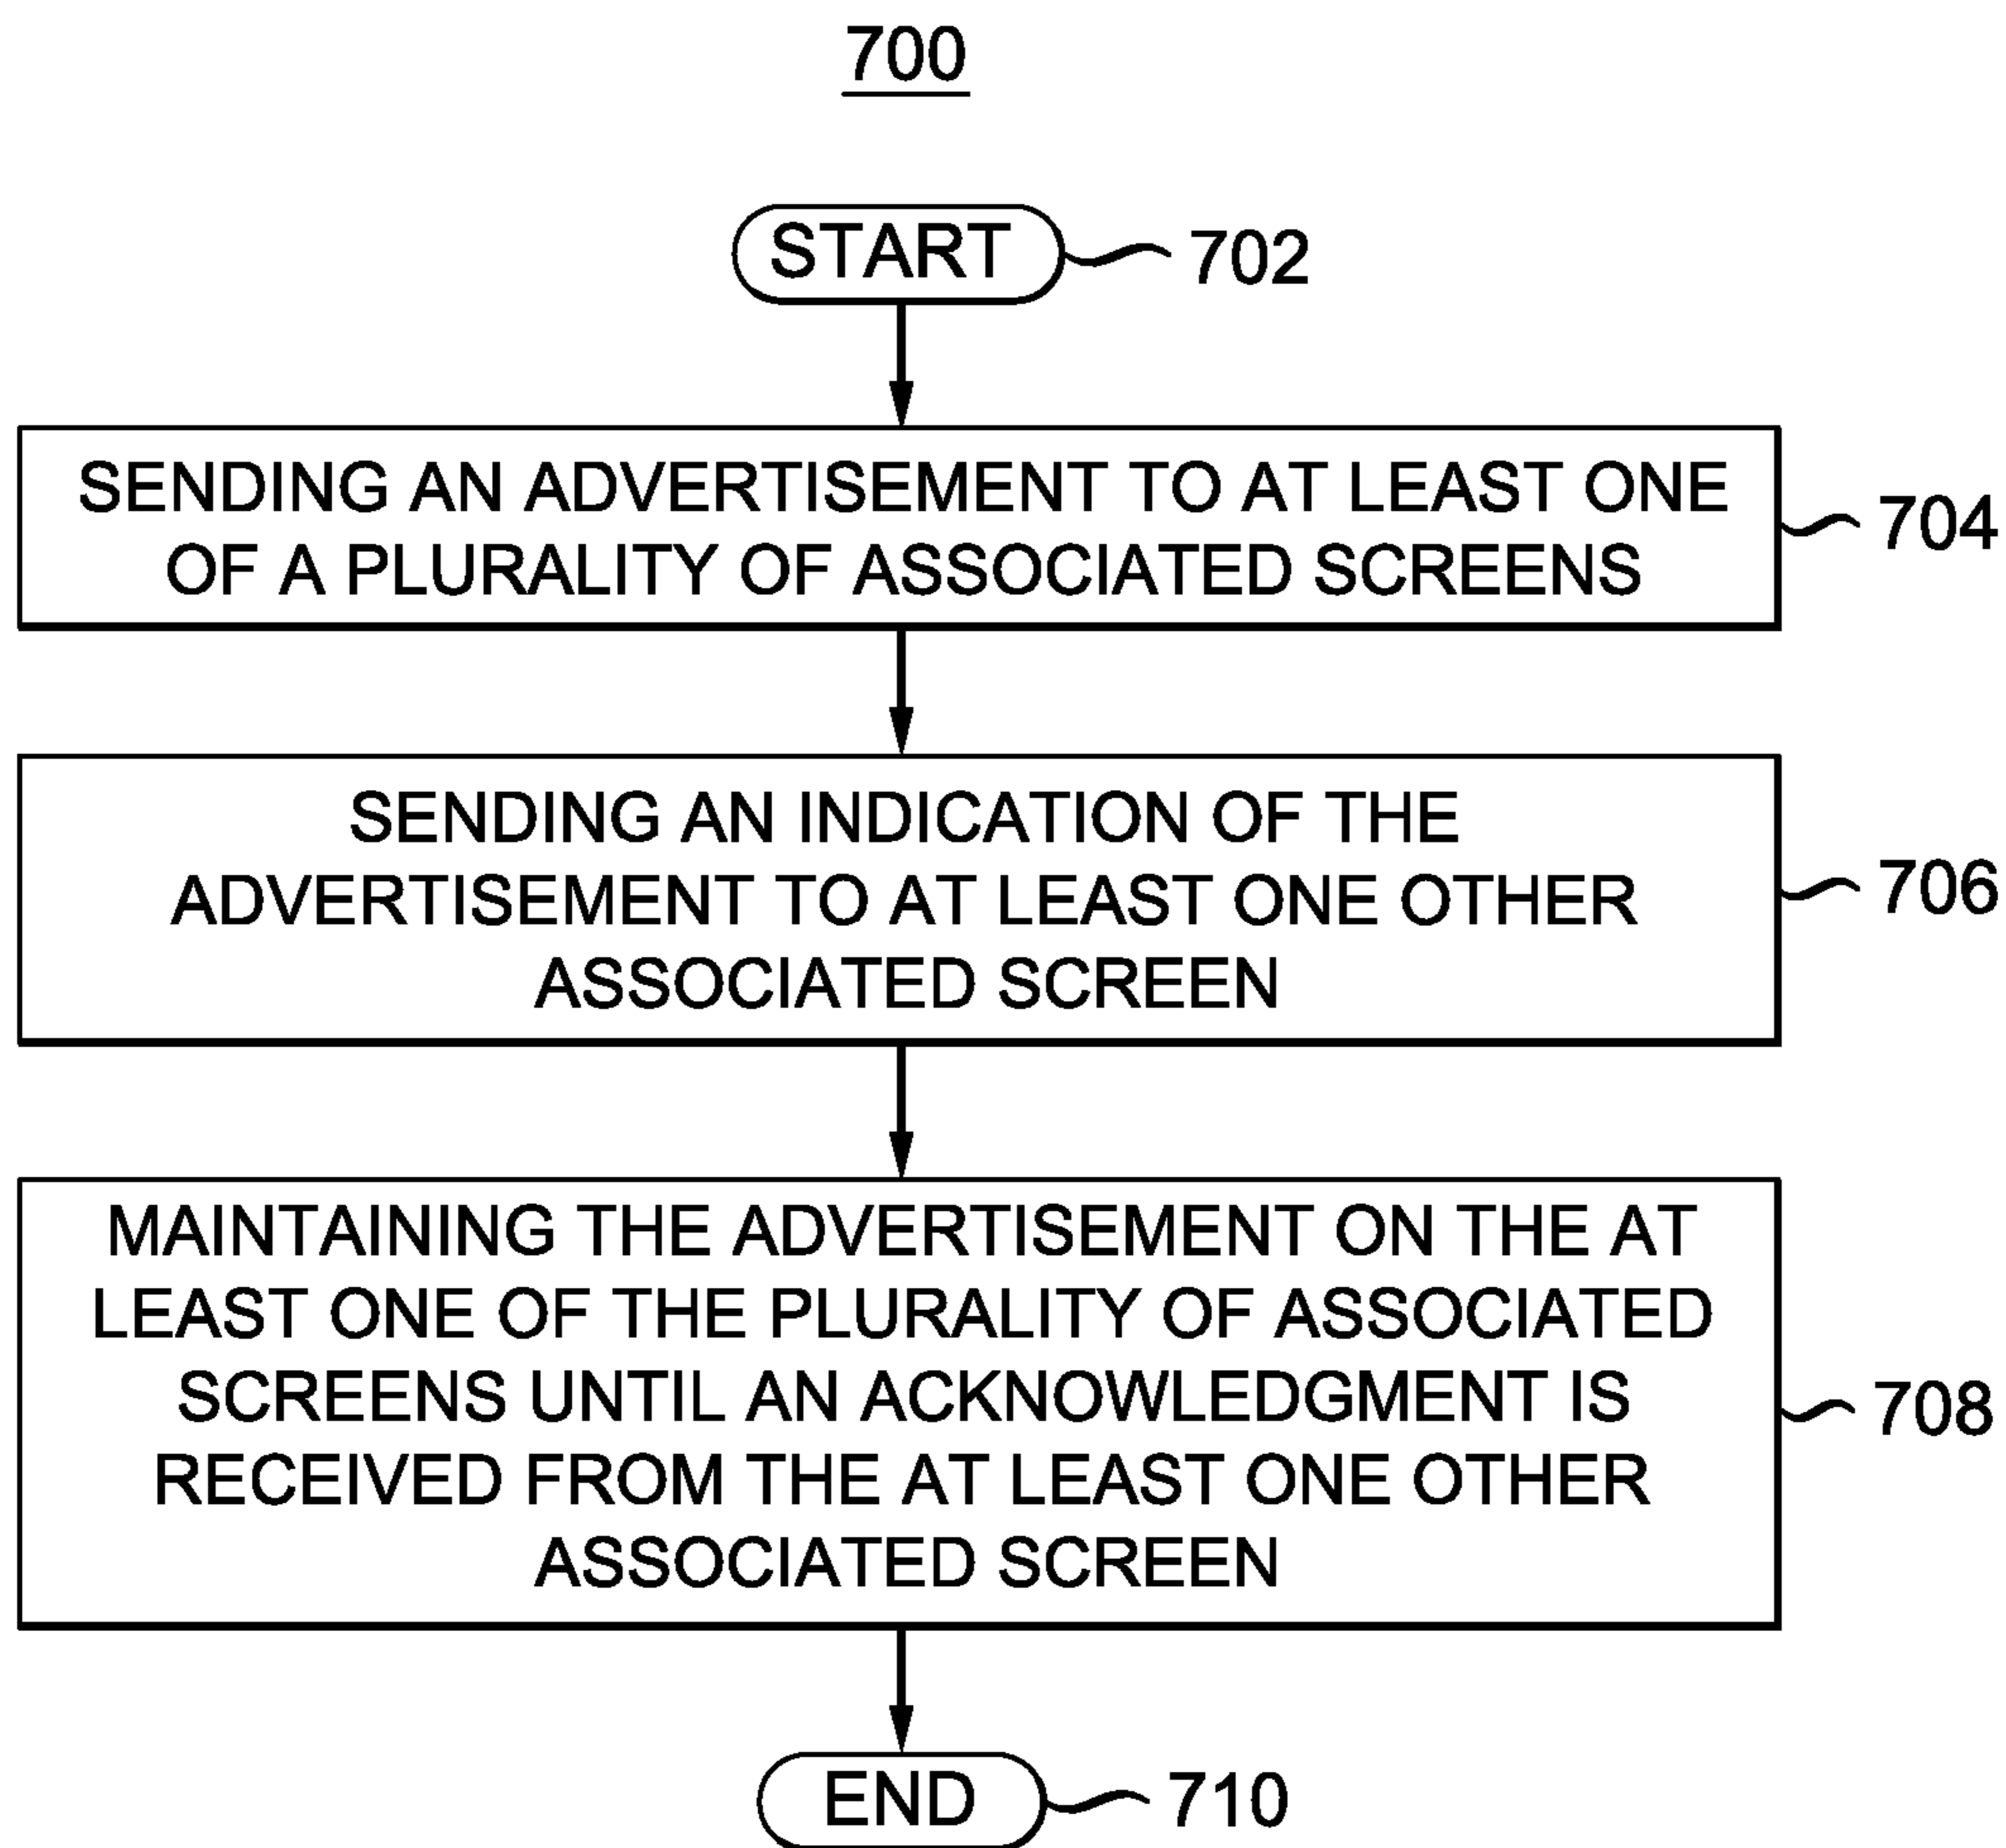 700
START
702
SENDING AN ADVERTISEMENT TO AT LEAST ONE
OF A PLURALITY OF ASSOCIATED SCREENS
704
SENDING AN INDICATION OF THE
ADVERTISEMENT TO AT LEAST ONE OTHER
ASSOCIATED SCREEN
706
MAINTAINING THE ADVERTISEMENT ON THE AT
LEAST ONE OF THE PLURALITY OF ASSOCIATED
SCREENS UNTIL AN ACKNOWLEDGMENT IS
RECEIVED FROM THE AT LEAST ONE OTHER
ASSOCIATED SCREEN
708
END
710